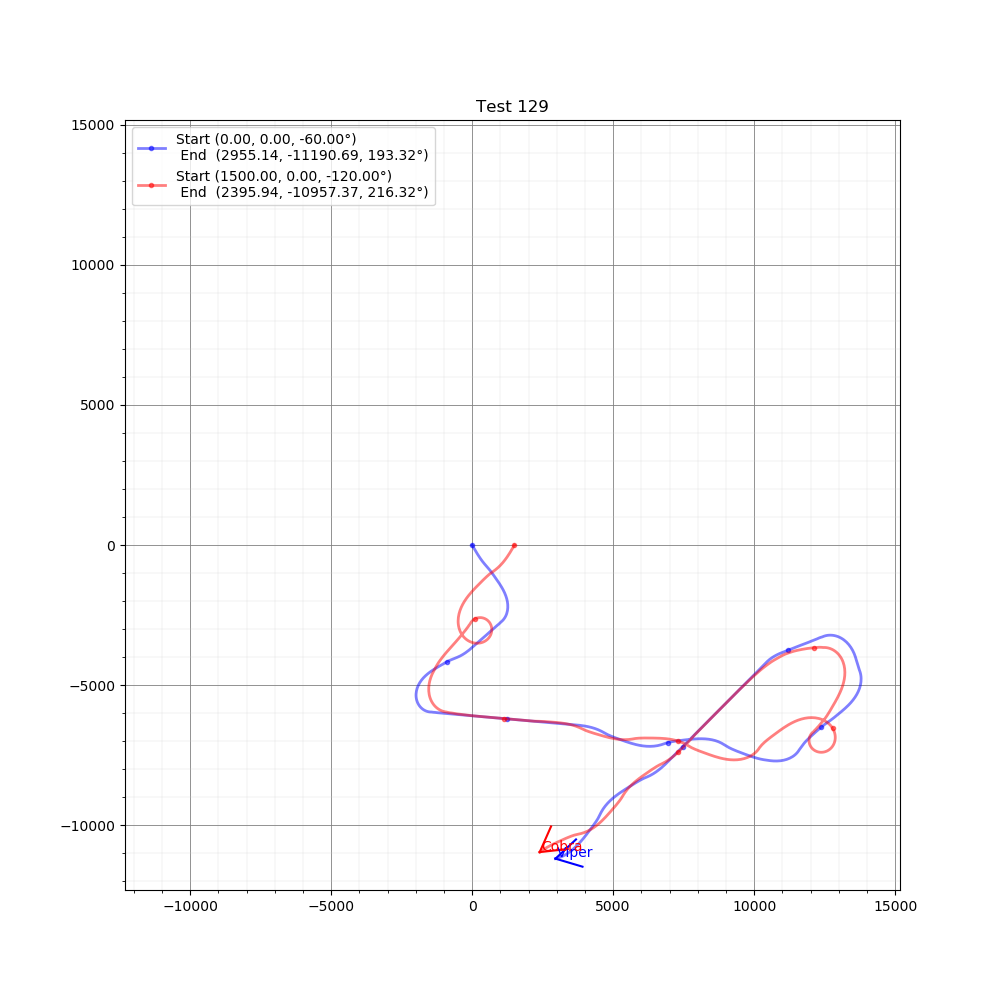 Test 129
Start (0.00, 0.00, -60.00°)
End (2955.14, -11190.69, 193.32°)
Start (1500.00, 0.00, -120.00°)
End (2395.94, -10957.37, 216.32°)
15000
10000
5000
0
−5000
−10000
Cobra
Viper
−10000
−5000
0
5000
10000
15000